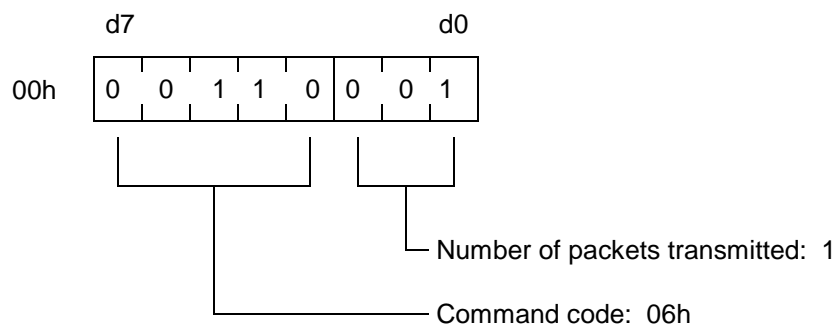 d7 d0
00h 0 0 1 1 0 0 0 1
Number of packets transmitted: 1
Command code: 06h